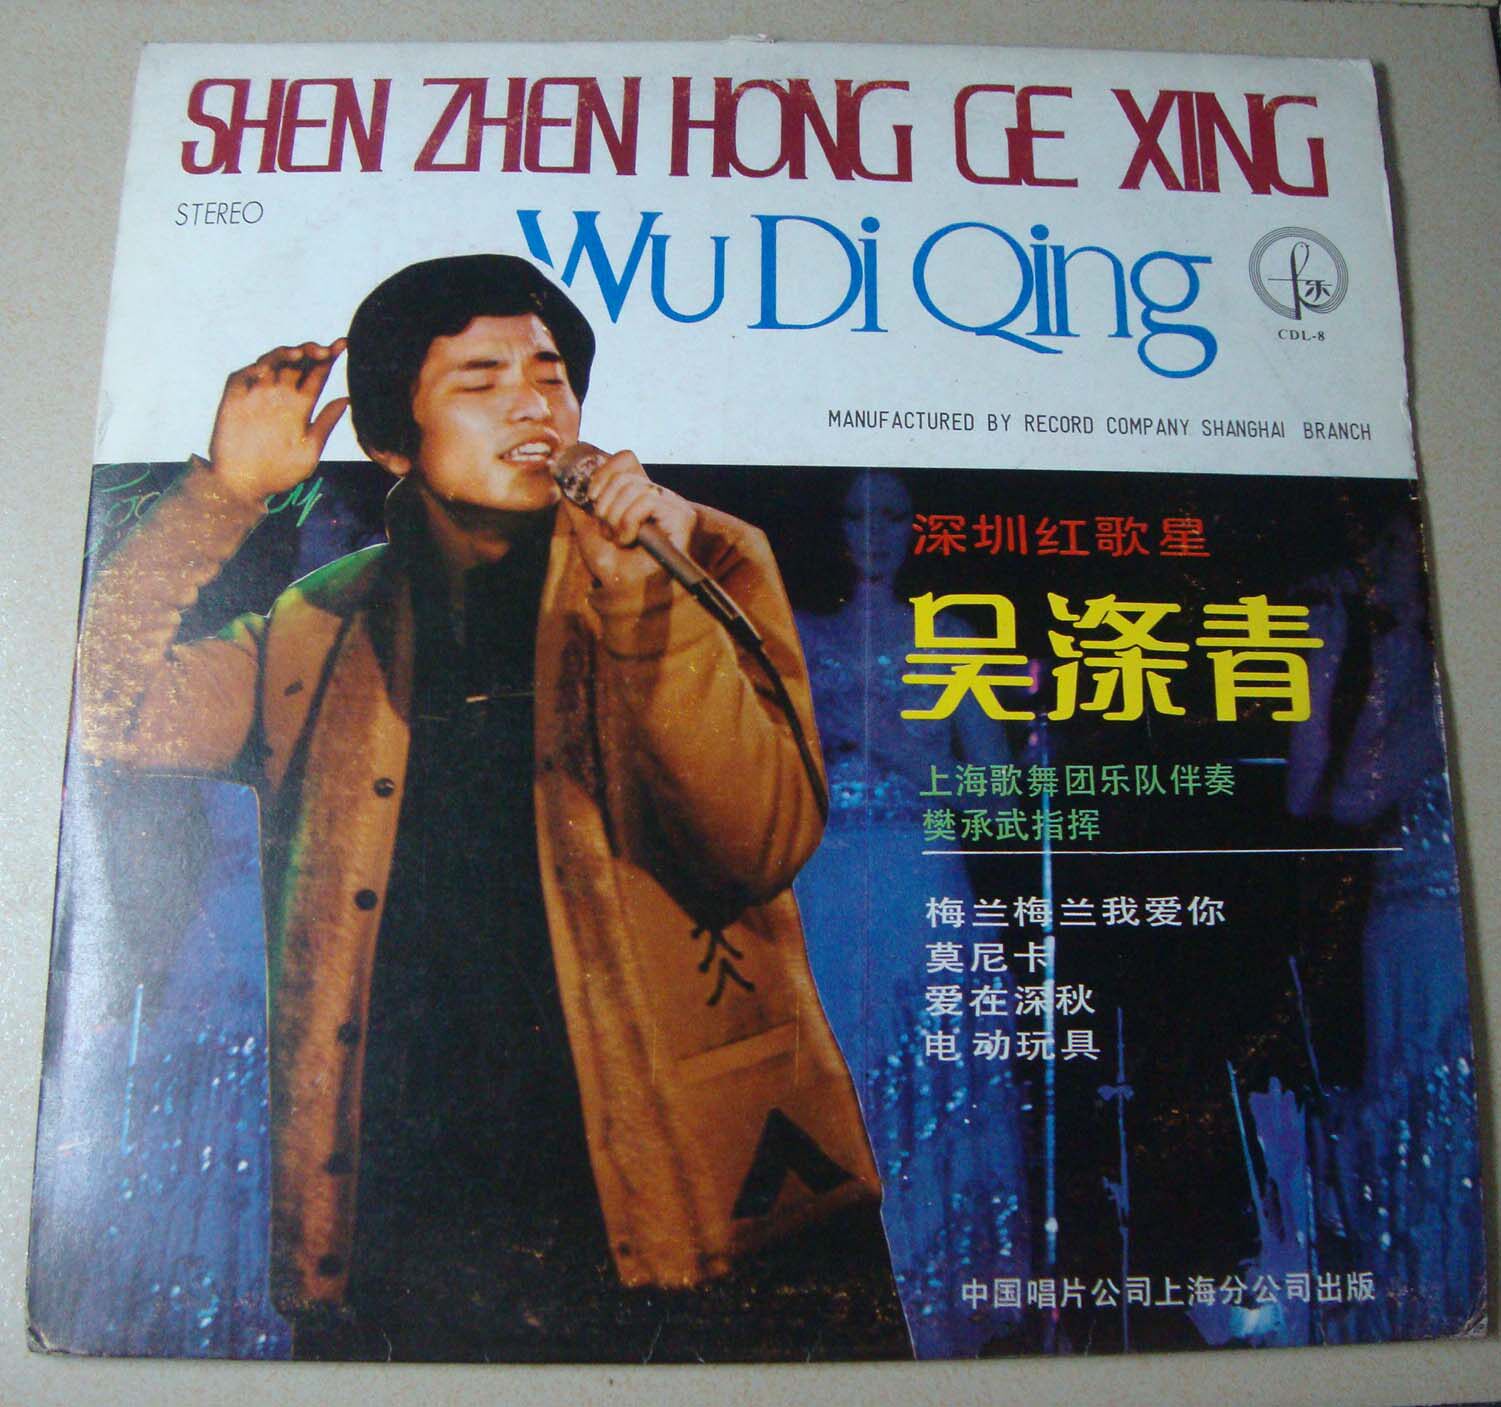 SHEN ZHEN HONG GE XING
STEREO
Wu Di Qing
乐
CDL-8
MANUFACTURED BY RECORD COMPANY SHANGHAI BRANCH
深圳红歌星
吴涤青
上海歌舞团乐队伴奏
樊承武指挥
梅兰梅兰我爱你
莫尼卡
爱在深秋
电动玩具
中国唱片公司上海分公司出版